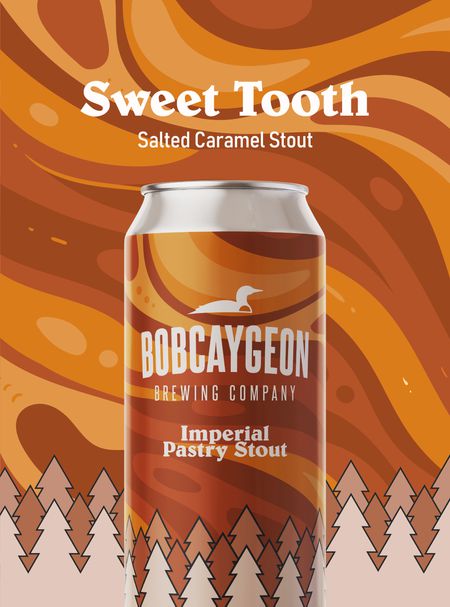 Sweet Tooth
Salted Caramel Stout
BOBCAYGEON
BREWING COMPANY
Imperial
Pastry Stout